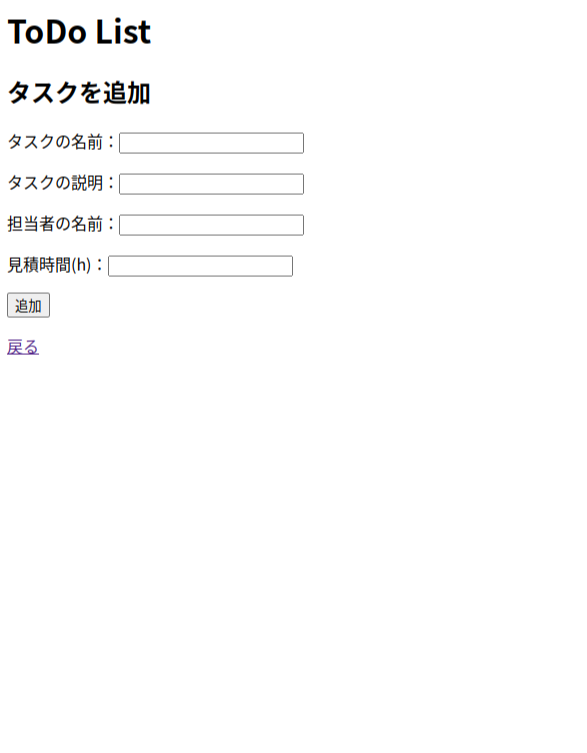 ToDo List
タスクを追加
タスクの名前：
タスクの説明：
担当者の名前：
見積時間(h)：
追加
戻る